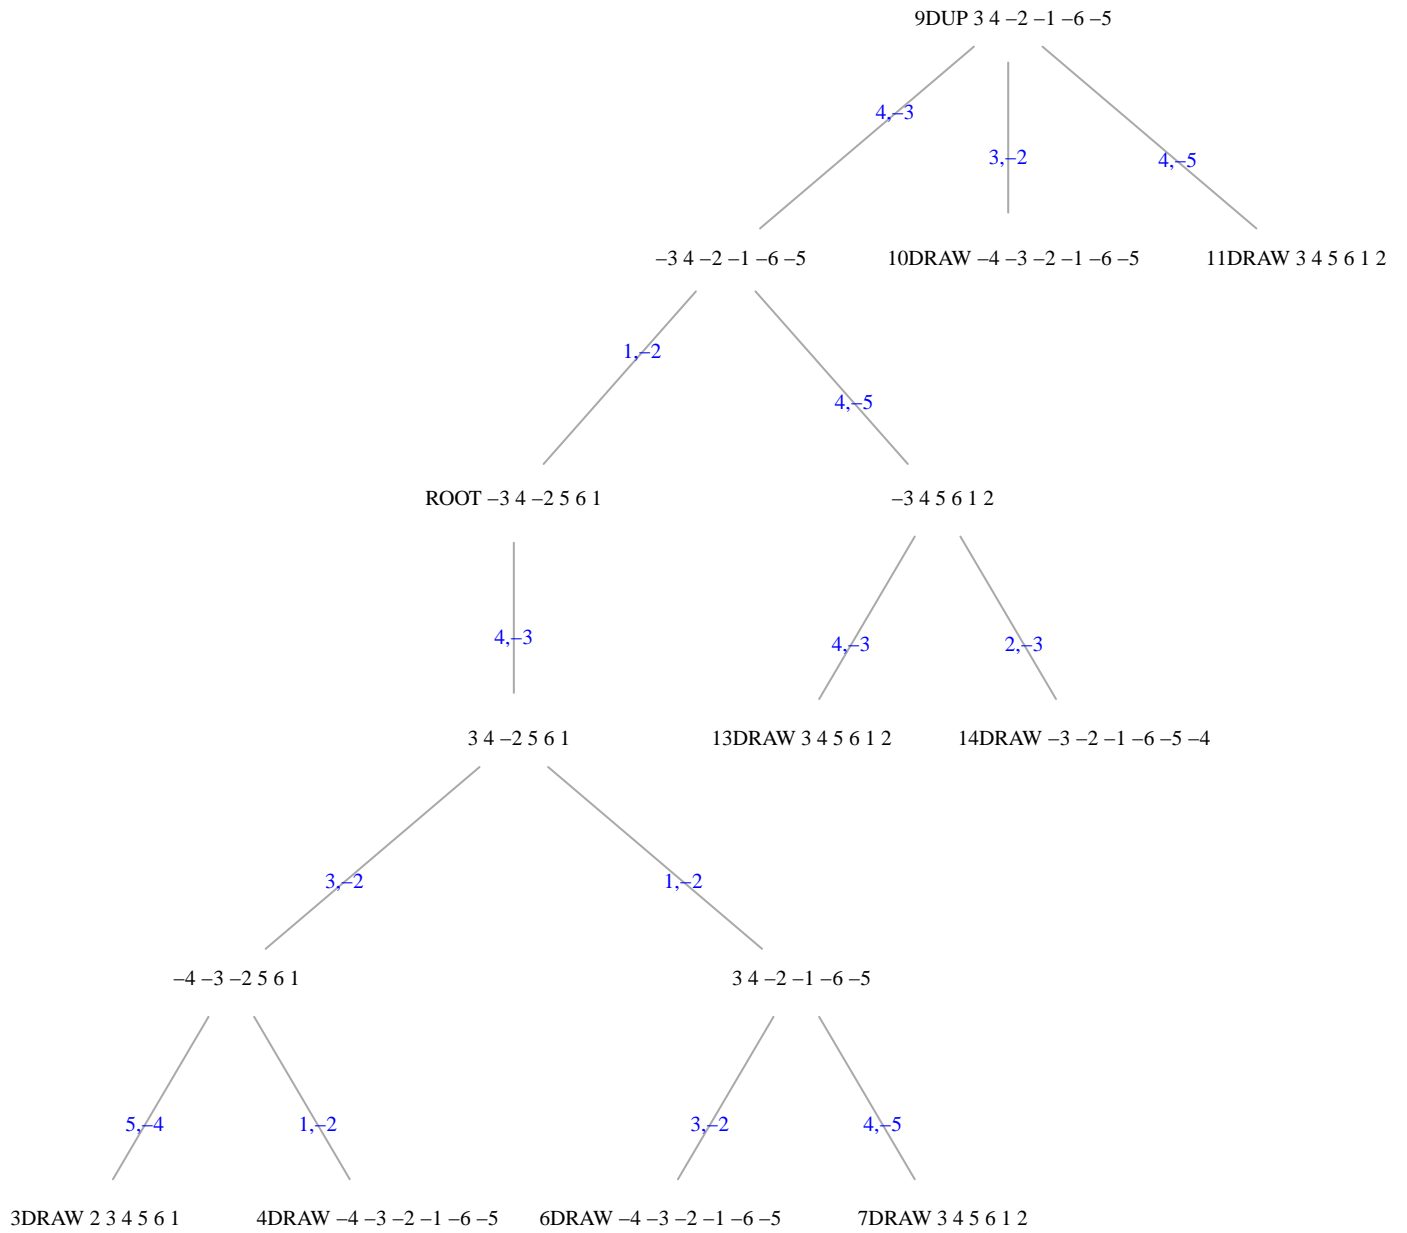 9DUP 3 4 –2 –1 –6 –5
4,–3
3,–2
4,–5
–3 4 –2 –1 –6 –5
10DRAW –4 –3 –2 –1 –6 –5
11DRAW 3 4 5 6 1 2
1,–2
4,–5
ROOT –3 4 –2 5 6 1
–3 4 5 6 1 2
4,–3
4,–3
2,–3
3 4 –2 5 6 1
13DRAW 3 4 5 6 1 2
14DRAW –3 –2 –1 –6 –5 –4
3,–2
1,–2
–4 –3 –2 5 6 1
3 4 –2 –1 –6 –5
5,–4
1,–2
3,–2
4,–5
3DRAW 2 3 4 5 6 1
4DRAW –4 –3 –2 –1 –6 –5
6DRAW –4 –3 –2 –1 –6 –5
7DRAW 3 4 5 6 1 2